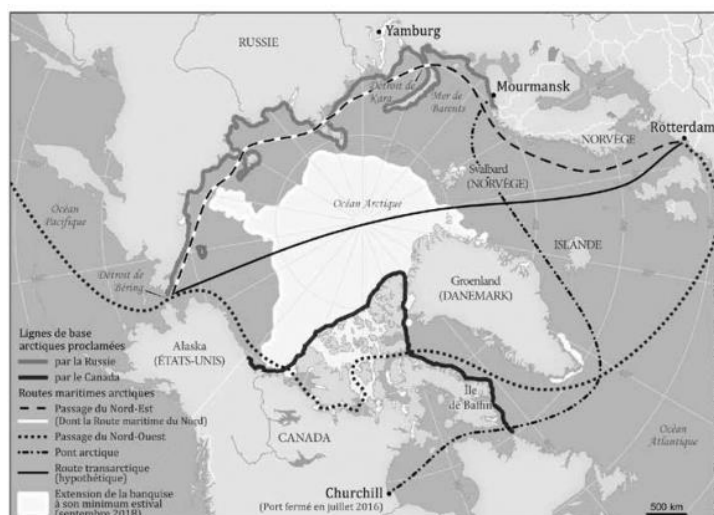 RUSSIE
Yamburg
Détroit de
Kara
Mer de
Barents
Mourmansk
NORVÈGE
Rotterdam
Svalbard
(NORVÈGE)
Océan
Pacifique
Océan Arctique
ISLANDE
Détroit de
Béring
Groenland
(DANEMARK)
Alaska
(ÉTATS-UNIS)
Île
de Baffin
CANADA
Océan
Atlantique
Churchill
(Port fermé en juillet 2016)
500 km
Lignes de base
arctiques proclamées
par la Russie
par le Canada
Routes maritimes arctiques
Passage du Nord-Est
(Dont la Route maritime du Nord)
Passage du Nord-Ouest
Pont arctique
Route transarctique
(hypothétique)
Extension de la banquise
à son minimum estival
(septembre 2018)